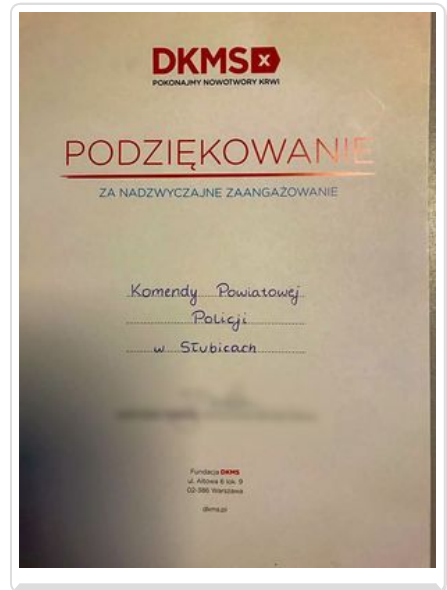 DKMS
POKONAJMY NOWOTWORY KRWI
PODZIĘKOWANIE
ZA NADZWYCZAJNE ZAANGAŻOWANIE
Komendy Powiatowej
Policji
w Słubicach
Fundacja DKMS
ul. Altowa 6 lok. 9
02-386 Warszawa
dkms.pl